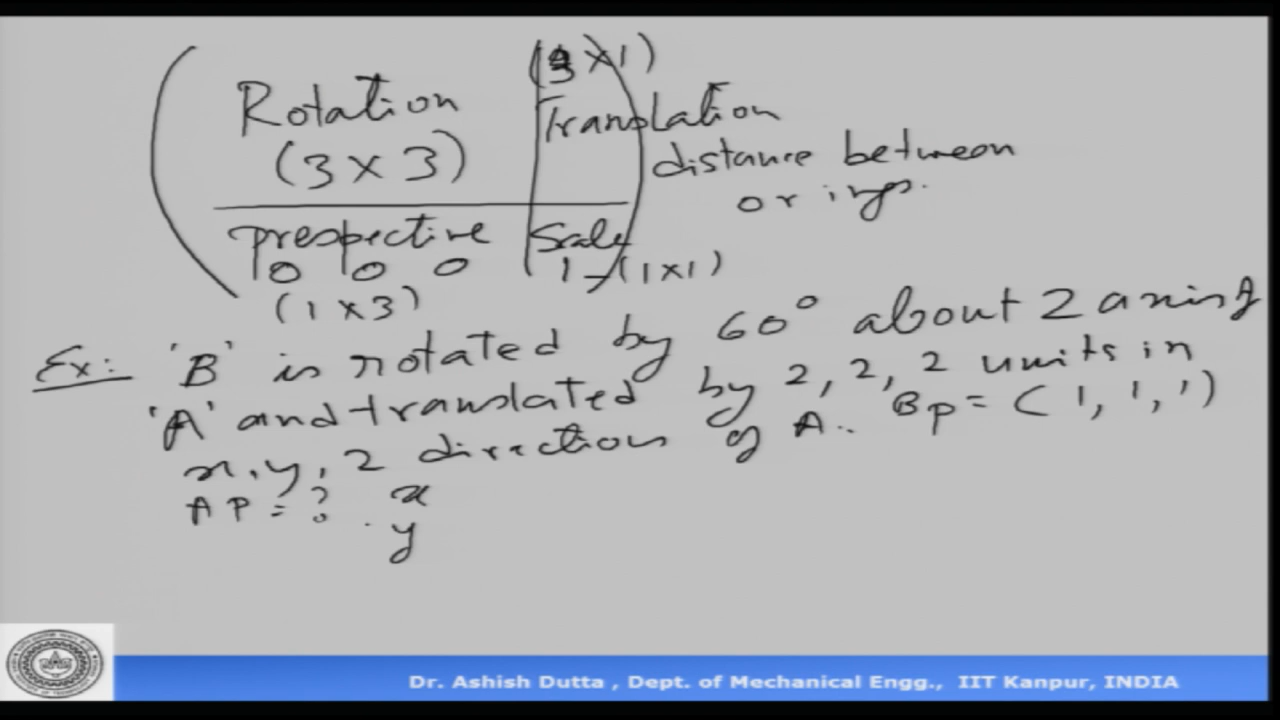 (3×1)
Rotation Translation
(3×3) distance between
origs.
prespective Scale
0 0 0 1 - (1×1)
(1×3)
Ex: 'B' is rotated by 60° about Z axis of
'A' and translated by 2, 2, 2 units in
x, y, z directions of A. Bp = (1, 1, 1)
AP = ? x
y
Dr. Ashish Dutta , Dept. of Mechanical Engg., IIT Kanpur, INDIA